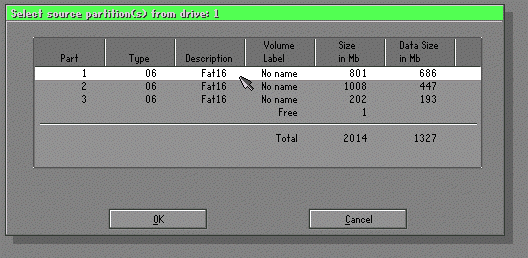 Select source partition(s) from drive: 1
Part Type Description Volume Label Size in Mb Data Size in Mb
1 06 Fat16 No name 801 686
2 06 Fat16 No name 1008 447
3 06 Fat16 No name 202 193
Free 1
Total 2014 1327
OK Cancel